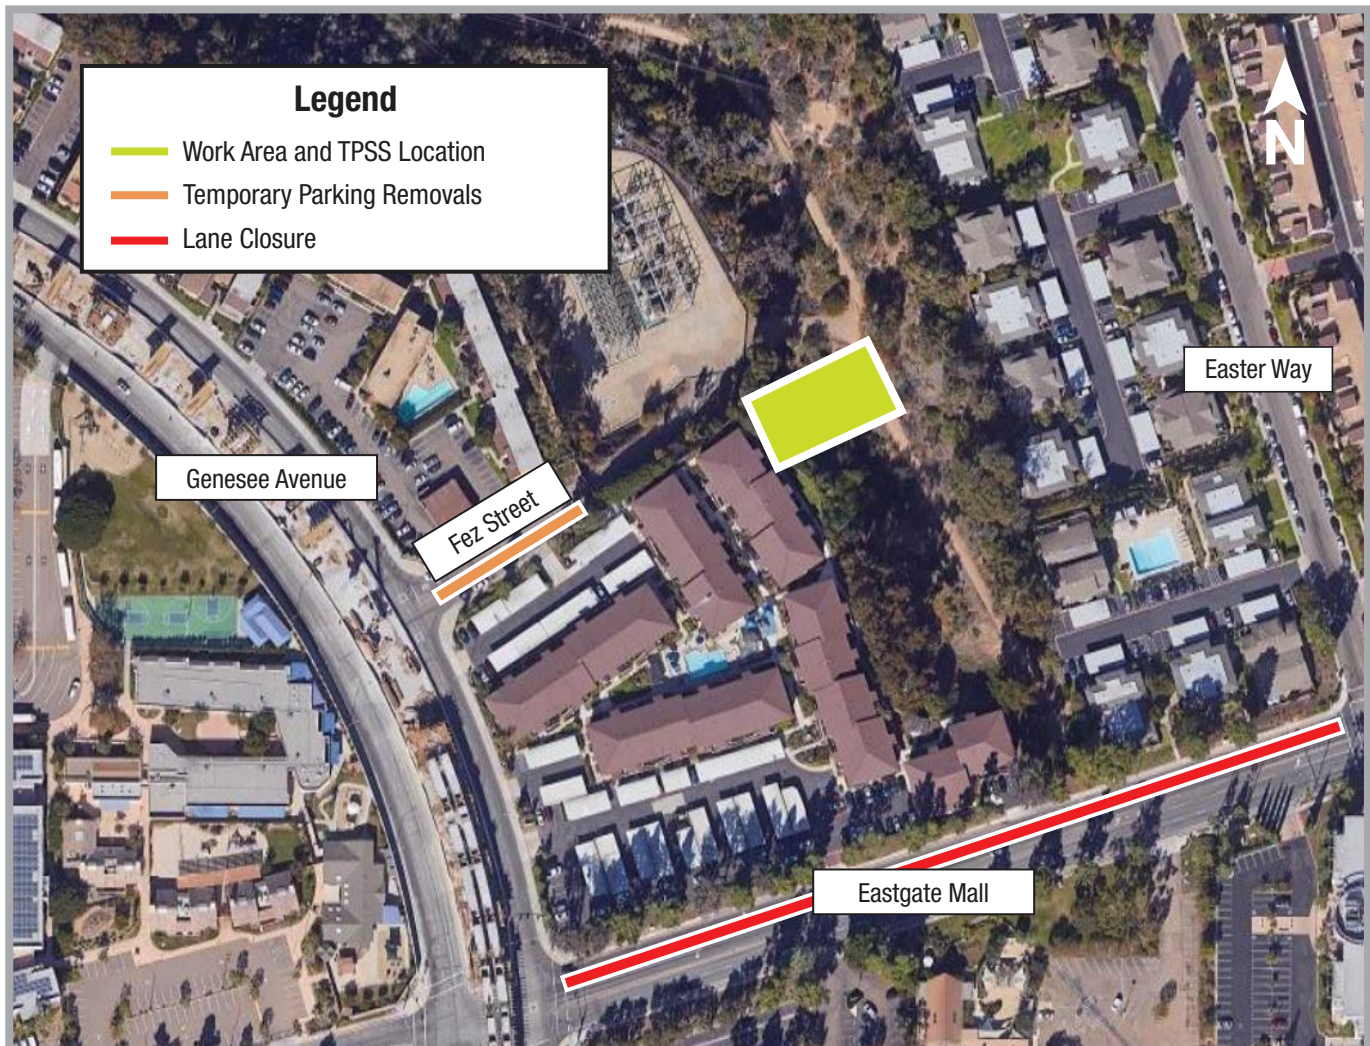 Legend
Work Area and TPSS Location
Temporary Parking Removals
Lane Closure
N
Easter Way
Genesee Avenue
Fez Street
Eastgate Mall